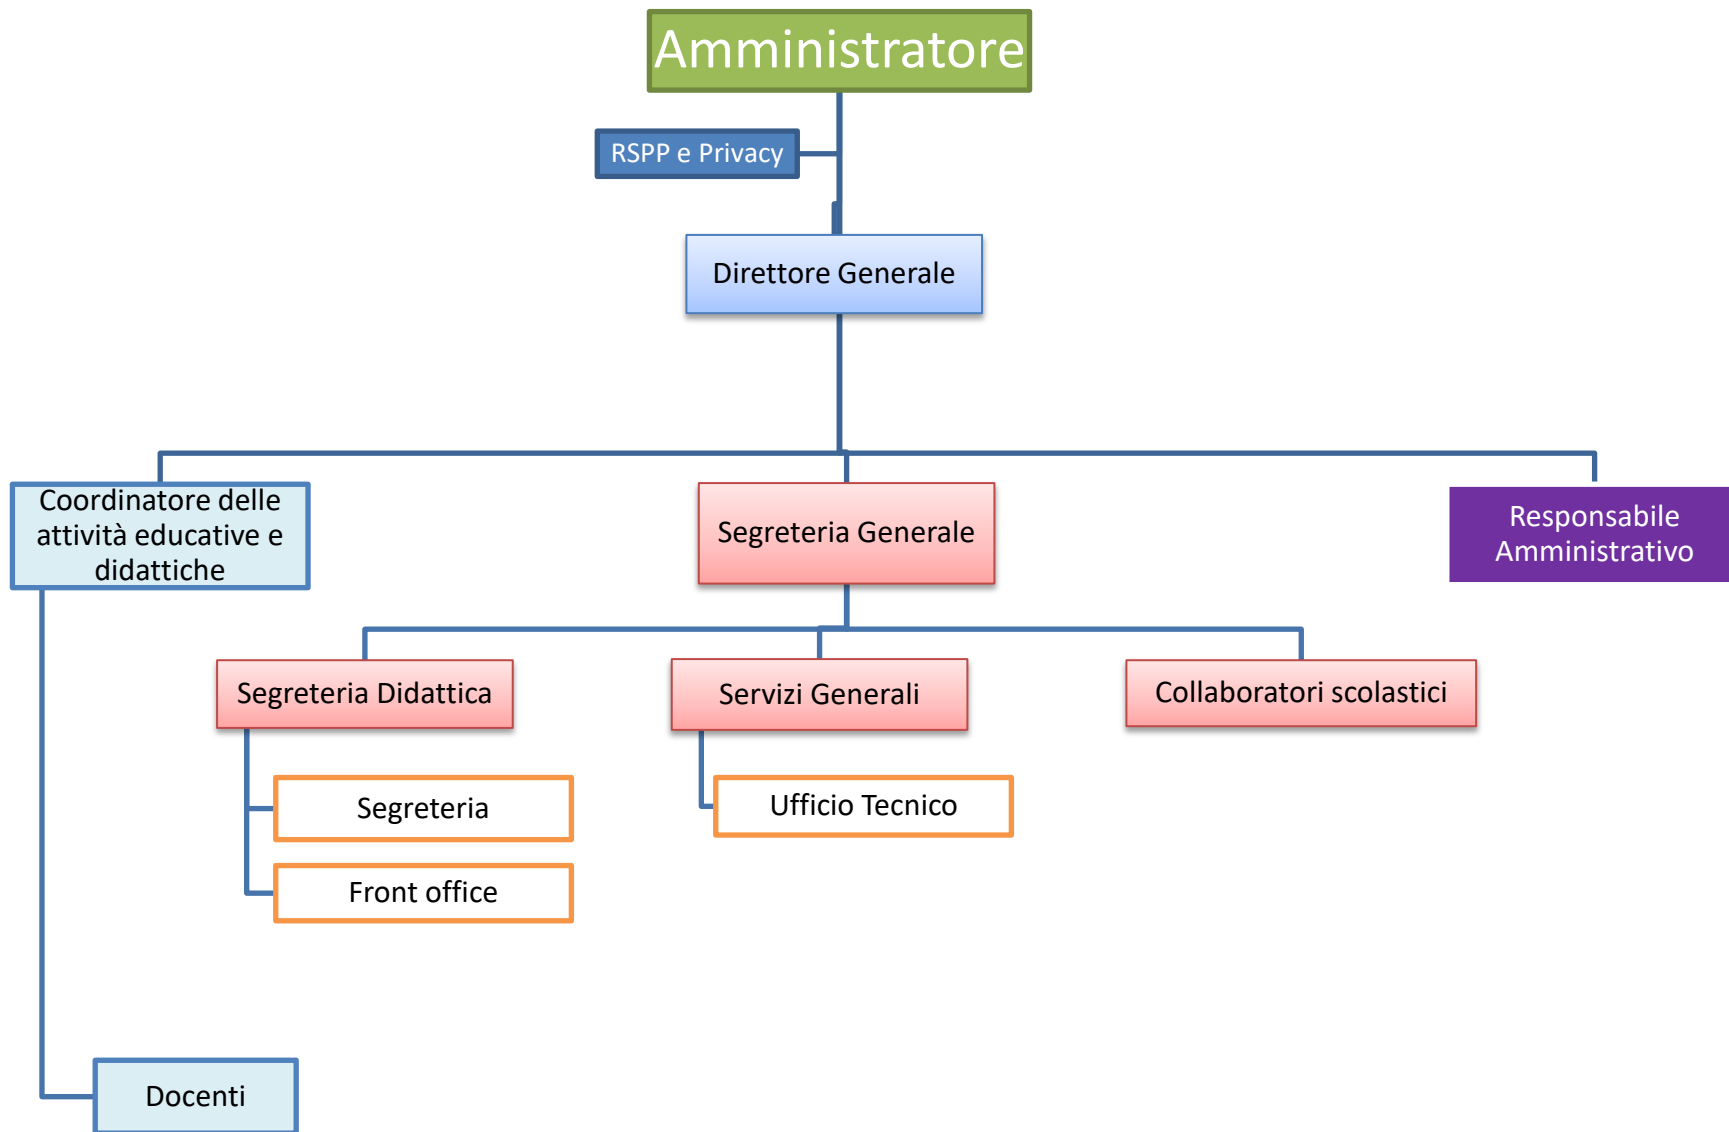 Amministratore
RSPP e Privacy
Direttore Generale
Coordinatore delle
attività educative e
didattiche
Segreteria Generale
Responsabile
Amministrativo
Segreteria Didattica
Servizi Generali
Collaboratori scolastici
Segreteria
Ufficio Tecnico
Front office
Docenti